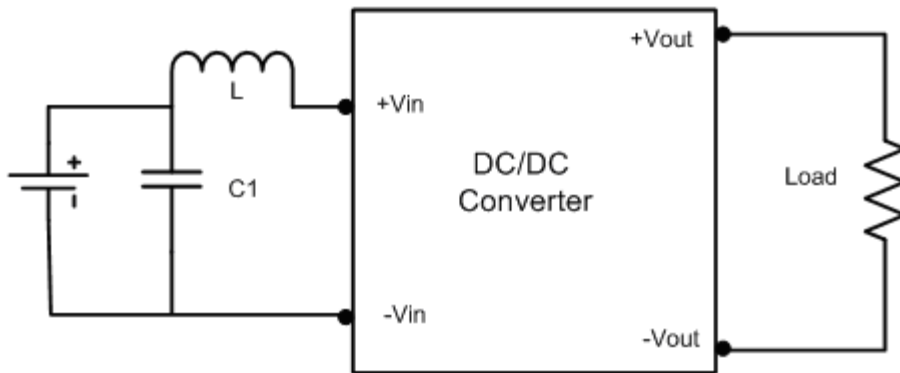 +Vout
L
+Vin
DC/DC
Converter
Load
+
-
C1
-Vin
-Vout